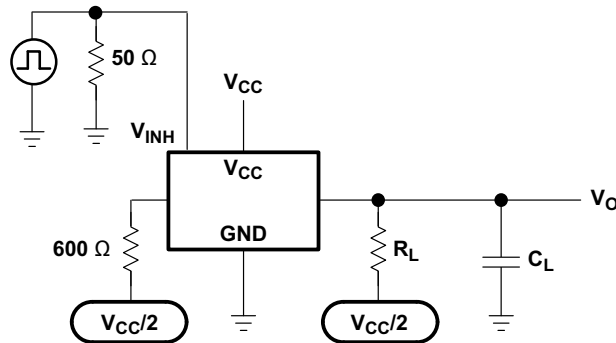 50 Ω
V_CC
V_INH
V_CC
GND
600 Ω
R_L
C_L
V_O
V_CC/2
V_CC/2